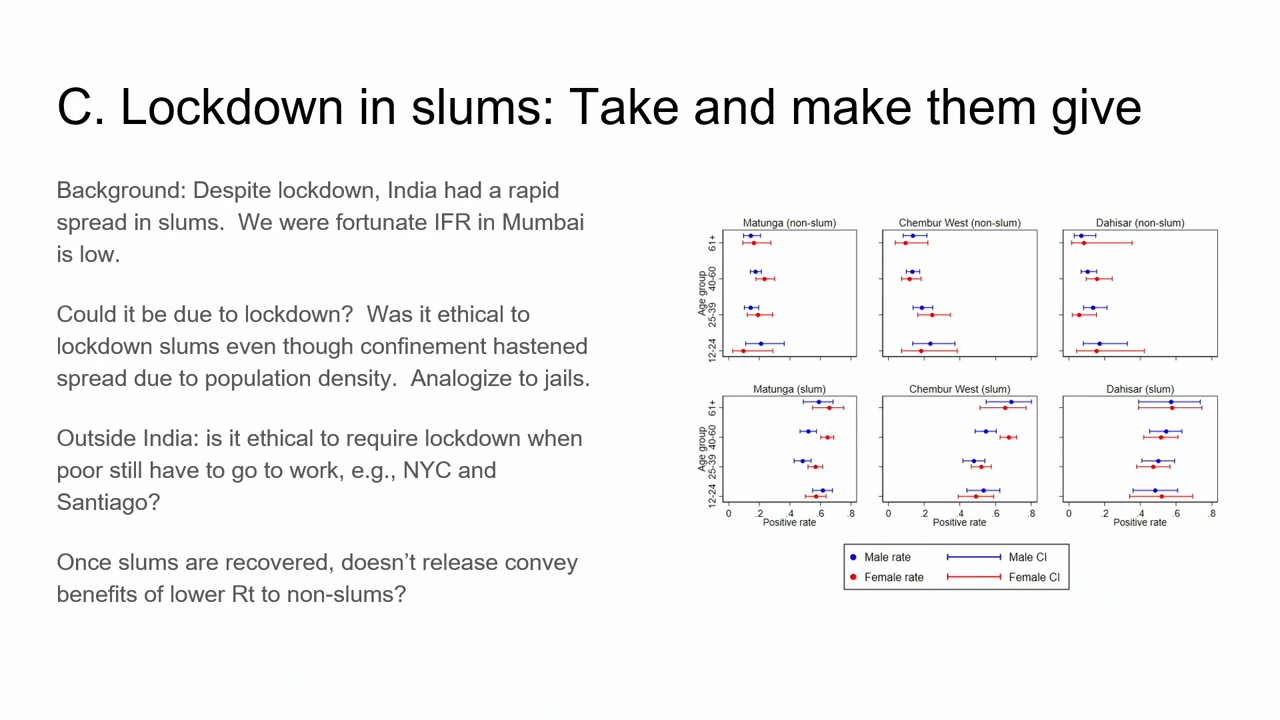 C. Lockdown in slums: Take and make them give
Background: Despite lockdown, India had a rapid
spread in slums.  We were fortunate IFR in Mumbai
is low.
Could it be due to lockdown?  Was it ethical to
lockdown slums even though confinement hastened
spread due to population density.  Analogize to jails.
Outside India: is it ethical to require lockdown when
poor still have to go to work, e.g., NYC and
Santiago?
Once slums are recovered, doesn’t release convey
benefits of lower Rt to non-slums?
Matunga (non-slum)
Chembur West (non-slum)
Dahisar (non-slum)
Age group
61+
40-60
25-39
12-24
Matunga (slum)
Chembur West (slum)
Dahisar (slum)
Age group
61+
40-60
25-39
12-24
0 .2 .4 .6 .8
0 .2 .4 .6 .8
0 .2 .4 .6 .8
Positive rate
Positive rate
Positive rate
Male rate
Male CI
Female rate
Female CI